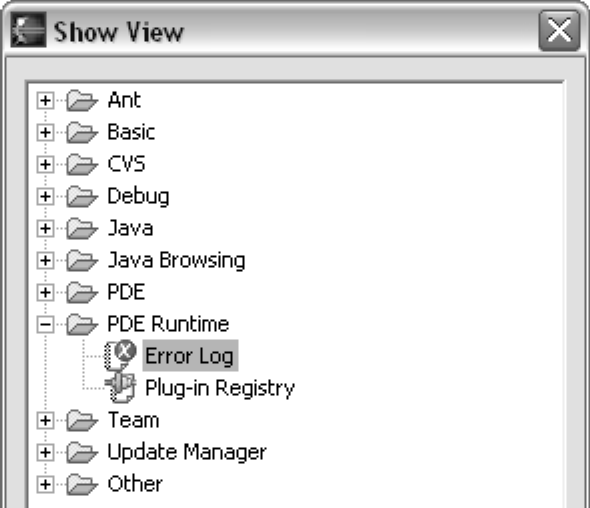 Show View
Ant
Basic
CVS
Debug
Java
Java Browsing
PDE
PDE Runtime
Error Log
Plug-in Registry
Team
Update Manager
Other